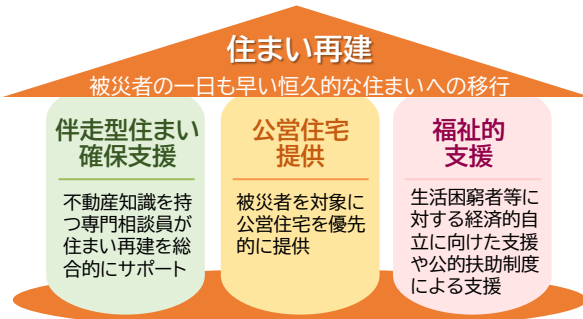 住まい再建
被災者の一日も早い恒久的な住まいへの移行
伴走型住まい
確保支援
不動産知識を持
つ専門相談員が
住まい再建を総
合的にサポート
公営住宅
提供
被災者を対象に
公営住宅を優先
的に提供
福祉的
支援
生活困窮者等に
対する経済的自
立に向けた支援
や公的扶助制度
による支援